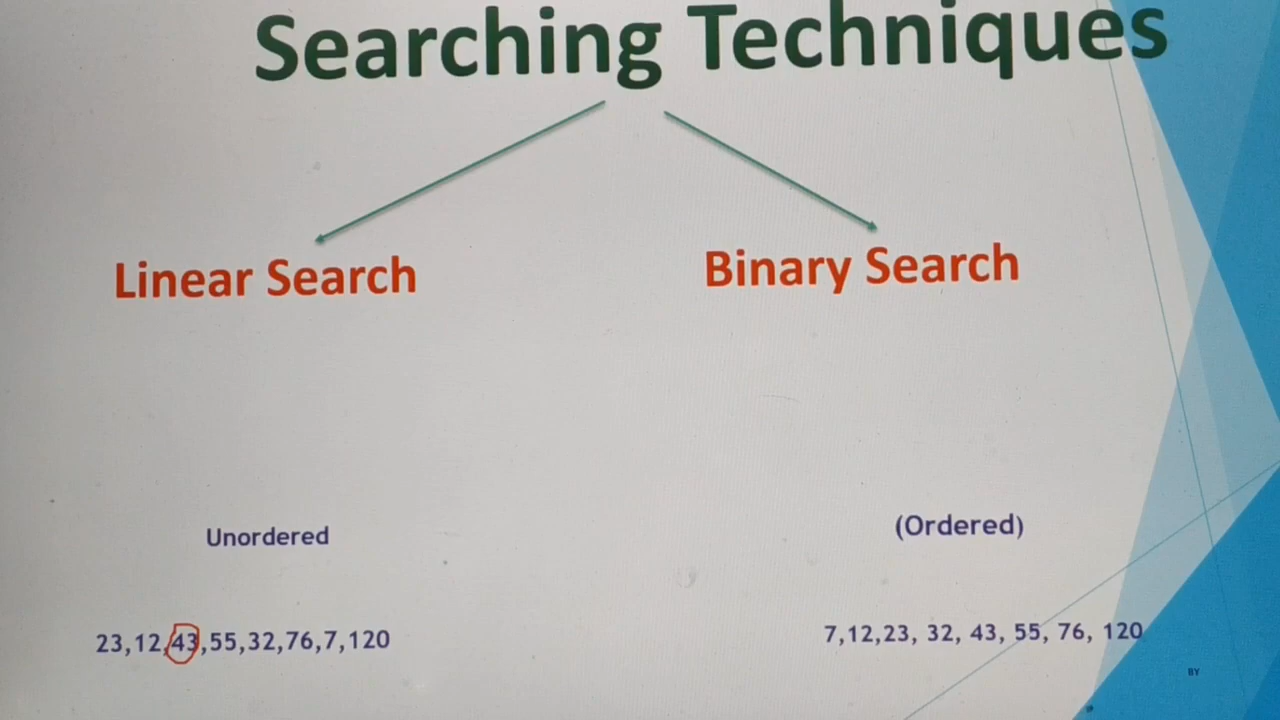 Searching Techniques
Linear Search
Binary Search
Unordered
(Ordered)
23,12,43,55,32,76,7,120
7,12,23, 32, 43, 55, 76, 120
BY